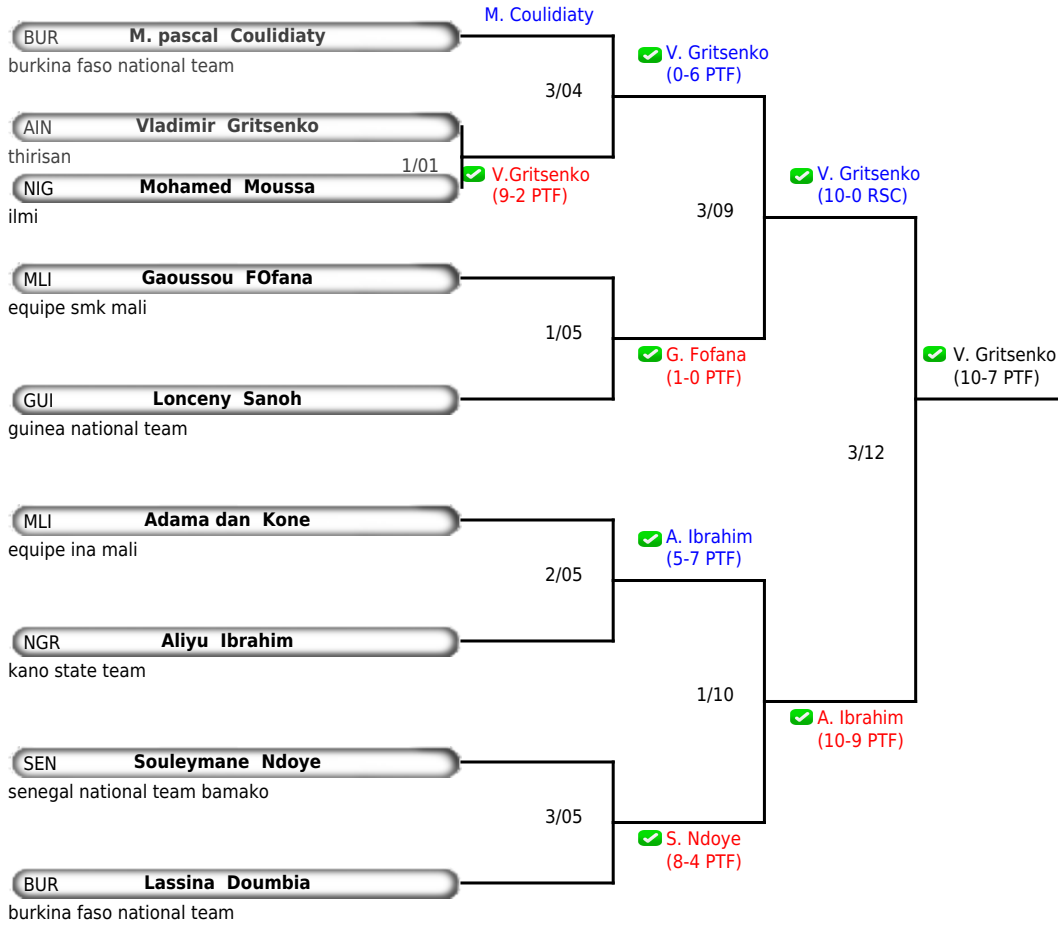 M. Coulidiaty
BUR M. pascal Coulidiaty
burkina faso national team
V. Gritsenko
(0-6 PTF)
3/04
AIN Vladimir Gritsenko
thirisan
1/01
V.Gritsenko
(9-2 PTF)
NIG Mohamed Moussa
ilmi
V. Gritsenko
(10-0 RSC)
3/09
MLI Gaoussou FOfana
equipe smk mali
1/05
G. Fofana
(1-0 PTF)
V. Gritsenko
(10-7 PTF)
GUI Lonceny Sanoh
guinea national team
3/12
MLI Adama dan Kone
equipe ina mali
A. Ibrahim
(5-7 PTF)
2/05
NGR Aliyu Ibrahim
kano state team
1/10
A. Ibrahim
(10-9 PTF)
SEN Souleymane Ndoye
senegal national team bamako
3/05
S. Ndoye
(8-4 PTF)
BUR Lassina Doumbia
burkina faso national team